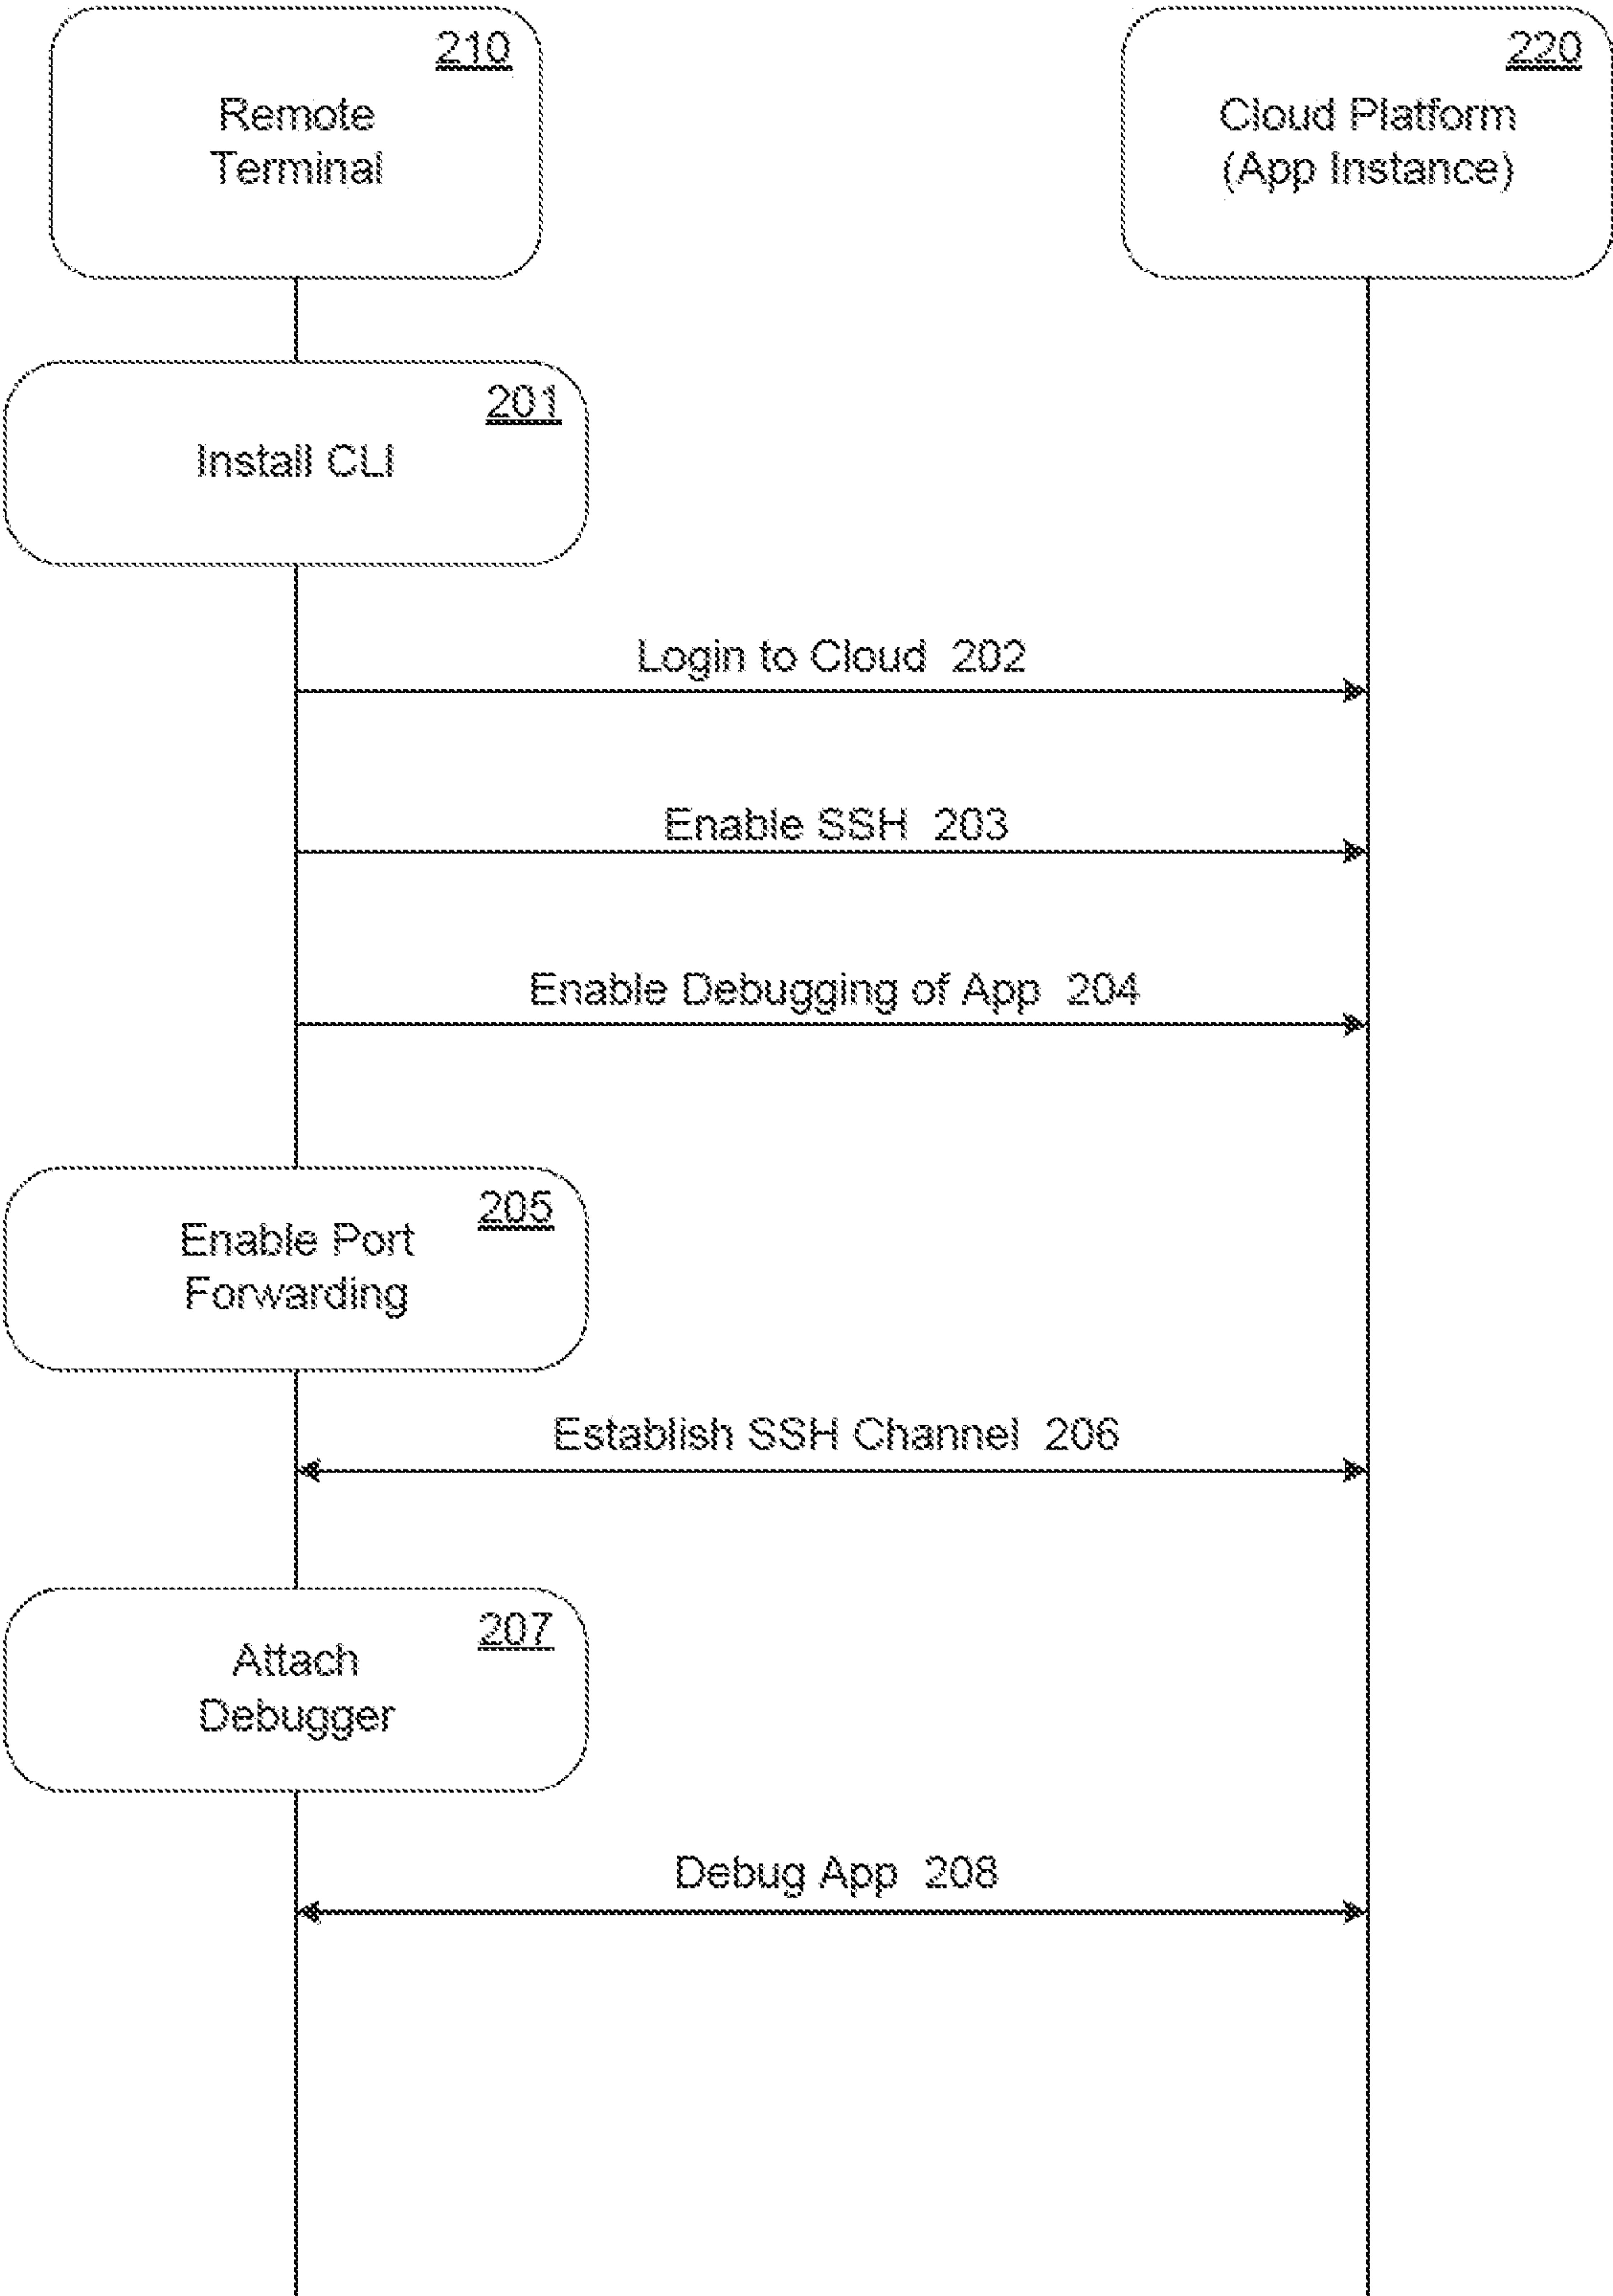 210
Remote
Terminal
220
Cloud Platform
(App Instance)
201
Install CLI
Login to Cloud 202
Enable SSH 203
Enable Debugging of App 204
205
Enable Port
Forwarding
Establish SSH Channel 206
207
Attach
Debugger
Debug App 208